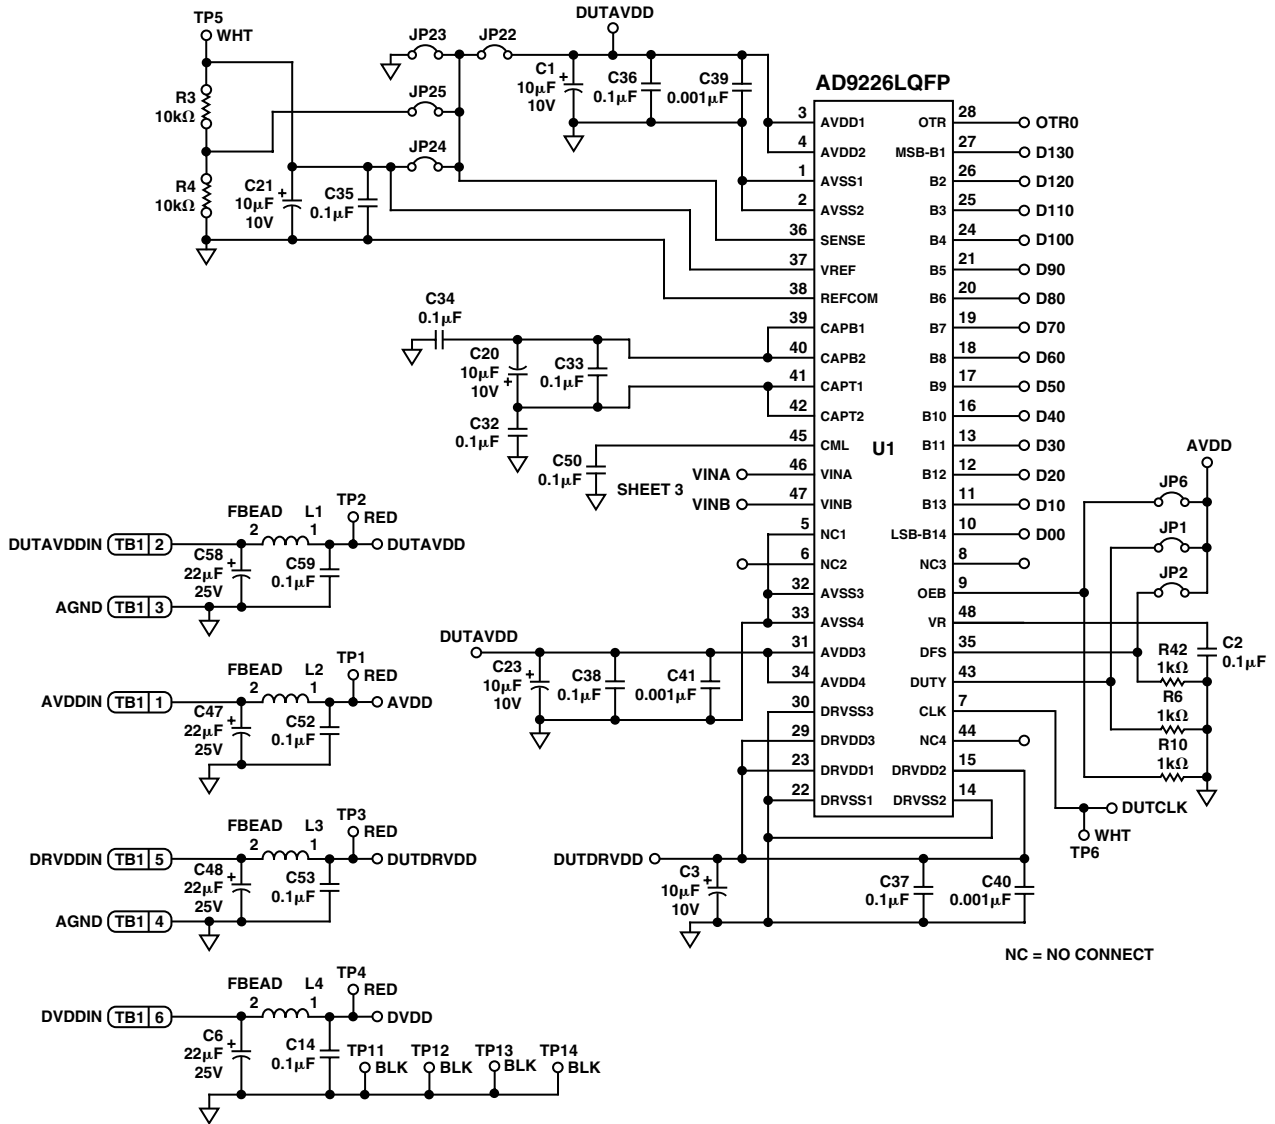 TP5
WHT
R3
10kΩ
R4
10kΩ
C21
10µF
10V
+
C35
0.1µF
JP23
JP22
JP25
JP24
DUTAVDD
C1
10µF
10V
+
C36
0.1µF
C39
0.001µF
AD9226LQFP
U1
3 AVDD1
4 AVDD2
1 AVSS1
2 AVSS2
36 SENSE
37 VREF
38 REFCOM
39 CAPB1
40 CAPB2
41 CAPT1
42 CAPT2
45 CML
46 VINA
47 VINB
5 NC1
6 NC2
32 AVSS3
33 AVSS4
31 AVDD3
34 AVDD4
30 DRVSS3
29 DRVDD3
23 DRVDD1
22 DRVSS1
OTR 28 OTR0
MSB-B1 27 D130
B2 26 D120
B3 25 D110
B4 24 D100
B5 21 D90
B6 20 D80
B7 19 D70
B8 18 D60
B9 17 D50
B10 16 D40
B11 13 D30
B12 12 D20
B13 11 D10
LSB-B14 10 D00
NC3 8
OEB 9
VR 48
DFS 35
DUTY 43
CLK 7
NC4 44
DRVDD2 15
DRVSS2 14
C34
0.1µF
C20
10µF
10V
+
C33
0.1µF
C32
0.1µF
C50
0.1µF
SHEET 3
VINA
VINB
AVDD
JP6
JP1
JP2
R42
1kΩ
R6
1kΩ
R10
1kΩ
C2
0.1µF
DUTCLK
WHT
TP6
DUTAVDD
C23
10µF
10V
+
C38
0.1µF
C41
0.001µF
DUTDRVDD
C3
10µF
10V
+
C37
0.1µF
C40
0.001µF
NC = NO CONNECT
FBEAD L1
2 1
TP2
RED
DUTAVDDIN TB1 2
DUTAVDD
C58
22µF
25V
+
C59
0.1µF
AGND TB1 3
FBEAD L2
2 1
TP1
RED
AVDDIN TB1 1
AVDD
C47
22µF
25V
+
C52
0.1µF
FBEAD L3
2 1
TP3
RED
DRVDDIN TB1 5
DUTDRVDD
C48
22µF
25V
+
C53
0.1µF
AGND TB1 4
FBEAD L4
2 1
TP4
RED
DVDDIN TB1 6
DVDD
C6
22µF
25V
+
C14
0.1µF
TP11
BLK
TP12
BLK
TP13
BLK
TP14
BLK